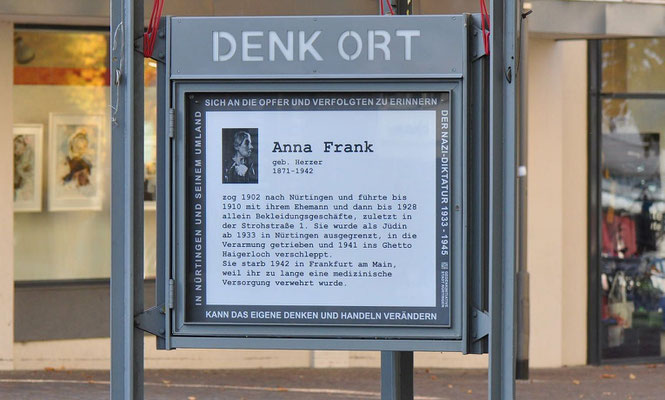 DENK ORT
SICH AN DIE OPFER UND VERFOLGTEN ZU ERINNERN
DER NAZI-DIKTATUR 1933 - 1945
IN NÜRTINGEN UND SEINEM UMLAND
Anna Frank
geb. Herzer
1871-1942
zog 1902 nach Nürtingen und führte bis
1910 mit ihrem Ehemann und dann bis 1928
allein Bekleidungsgeschäfte, zuletzt in
der Strohstraße 1. Sie wurde als Jüdin
ab 1933 in Nürtingen ausgegrenzt, in die
Verarmung getrieben und 1941 ins Ghetto
Haigerloch verschleppt.
Sie starb 1942 in Frankfurt am Main,
weil ihr zu lange eine medizinische
Versorgung verwehrt wurde.
KANN DAS EIGENE DENKEN UND HANDELN VERÄNDERN